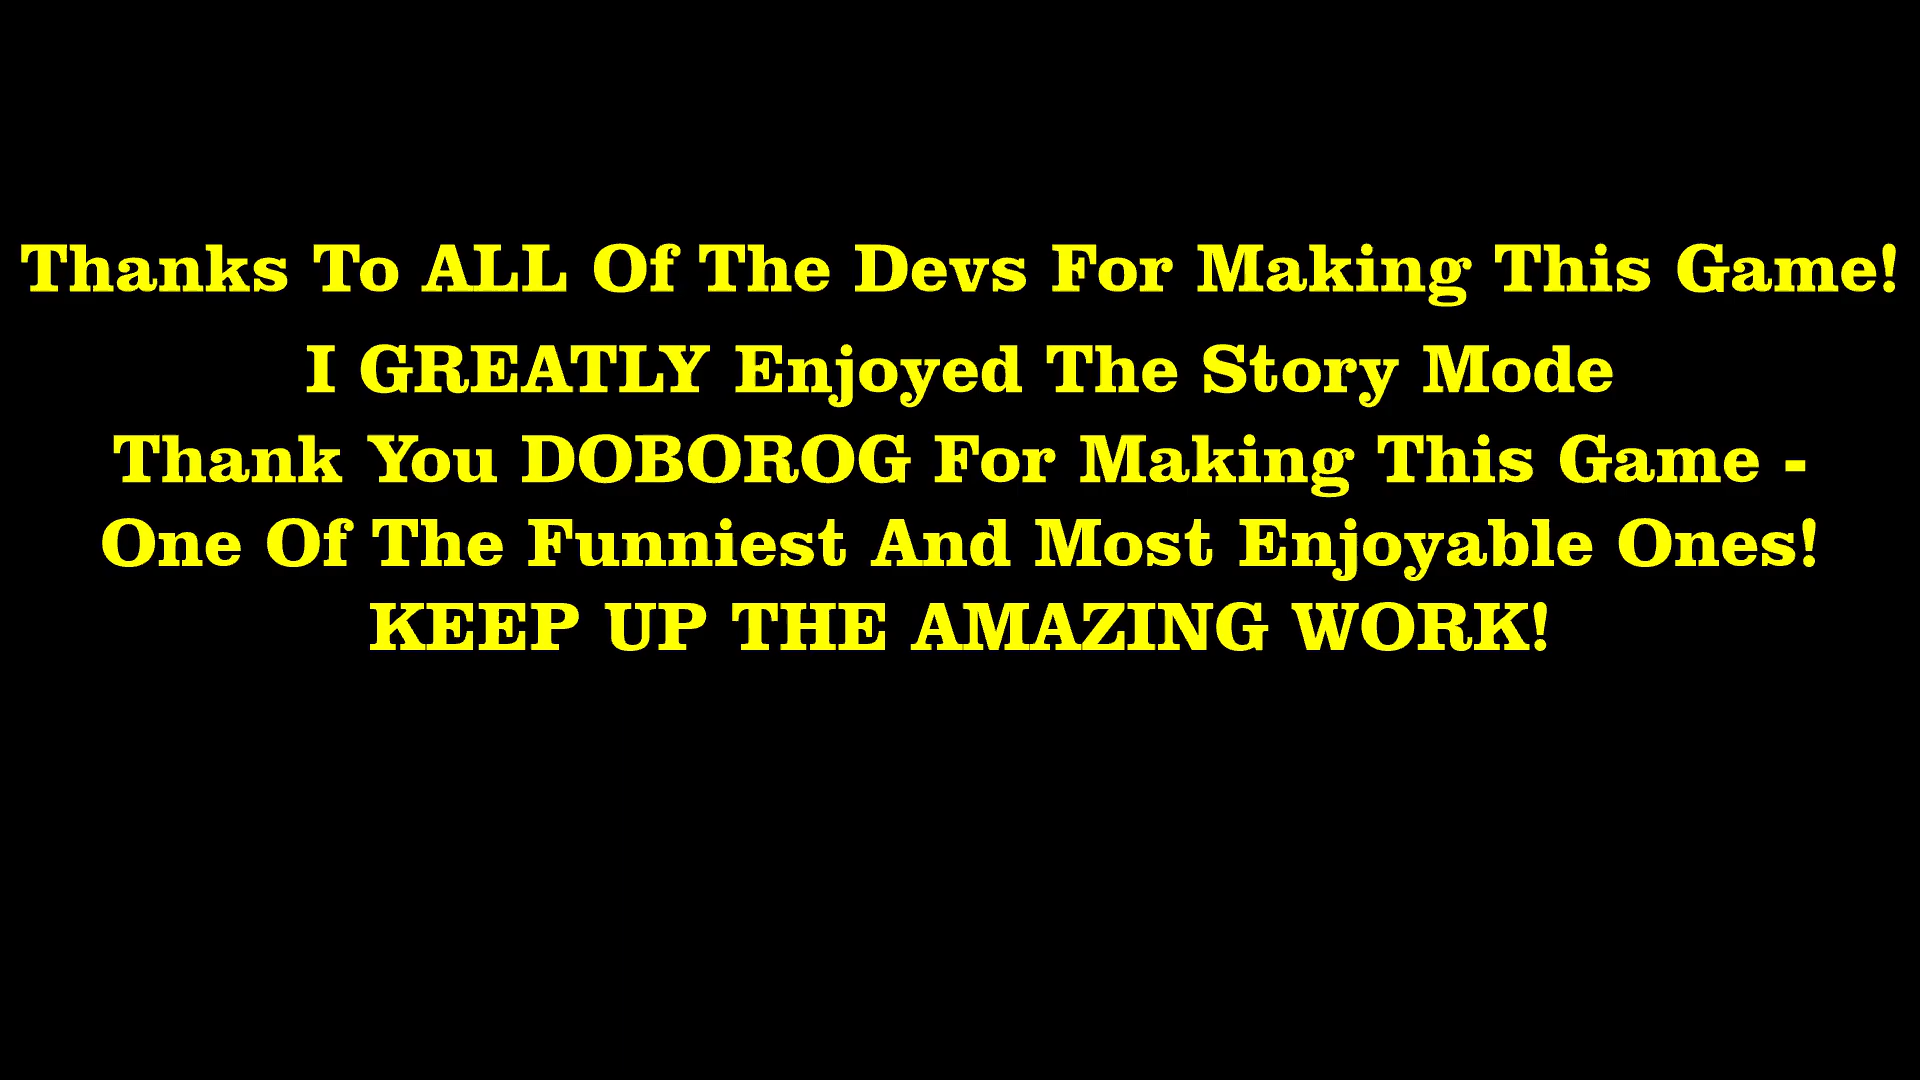 Thanks To ALL Of The Devs For Making This Game!
I GREATLY Enjoyed The Story Mode
Thank You DOBOROG For Making This Game -
One Of The Funniest And Most Enjoyable Ones!
KEEP UP THE AMAZING WORK!